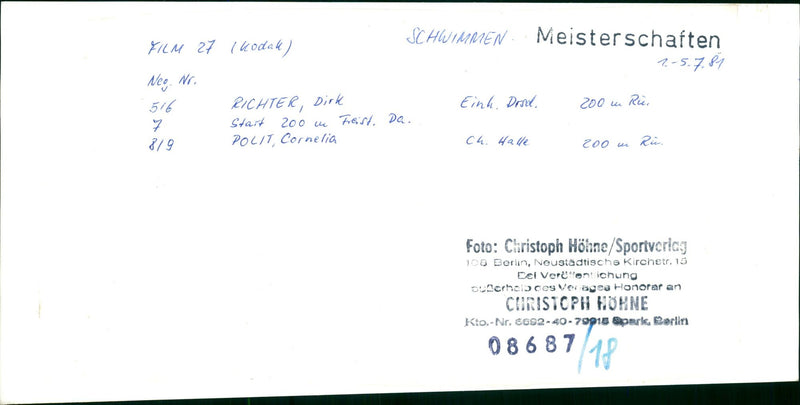 SCHWIMMEN. Meisterschaften
FILM 27 (Kodak)
1.-5.7.81
Neg. Nr.
5/6 RICHTER, Dirk Einh. Drsd. 200 m Rü.
7 Start 200 m Freist. Da.
8/9 POLIT, Cornelia Ch. Halle 200 m Rü.
Foto: Christoph Höhne/Sportverlag
108 Berlin, Neustädtische Kirchstr. 15
Bei Veröffentlichung
außerhalb des Verlages Honorar an
CHRISTOPH HÖHNE
Kto.-Nr. 6692-40- Spark. Berlin
08687/18